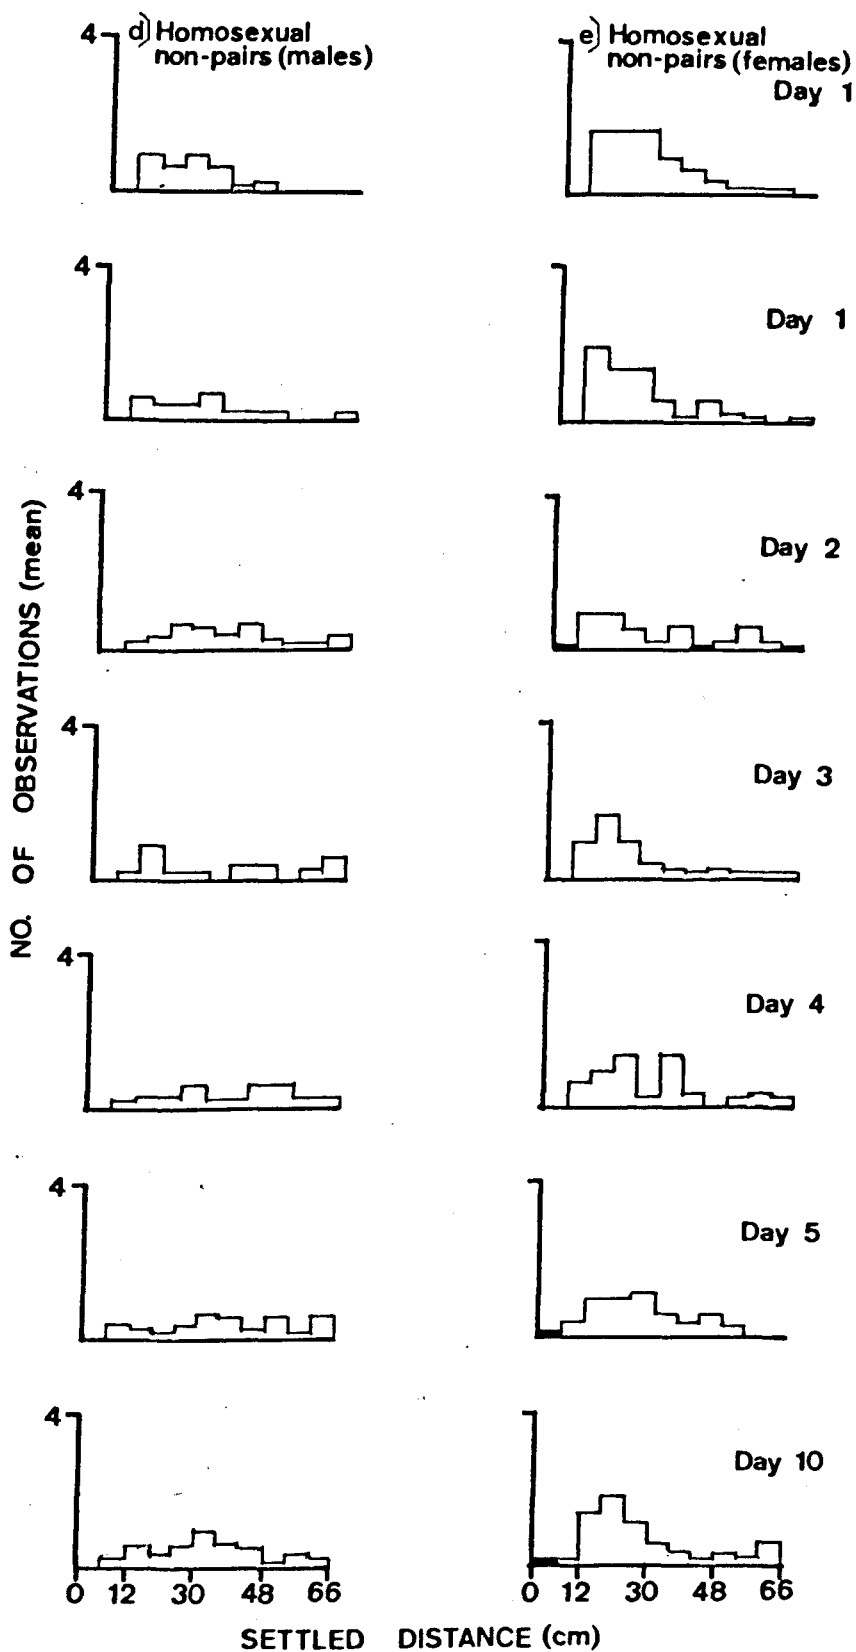 d) Homosexual
non-pairs (males)
e) Homosexual
non-pairs (females)
Day 1
4
4
Day 1
4
Day 2
4
Day 3
4
Day 4
4
Day 5
4
Day 10
0 12 30 48 66
0 12 30 48 66
NO. OF OBSERVATIONS (mean)
SETTLED DISTANCE (cm)